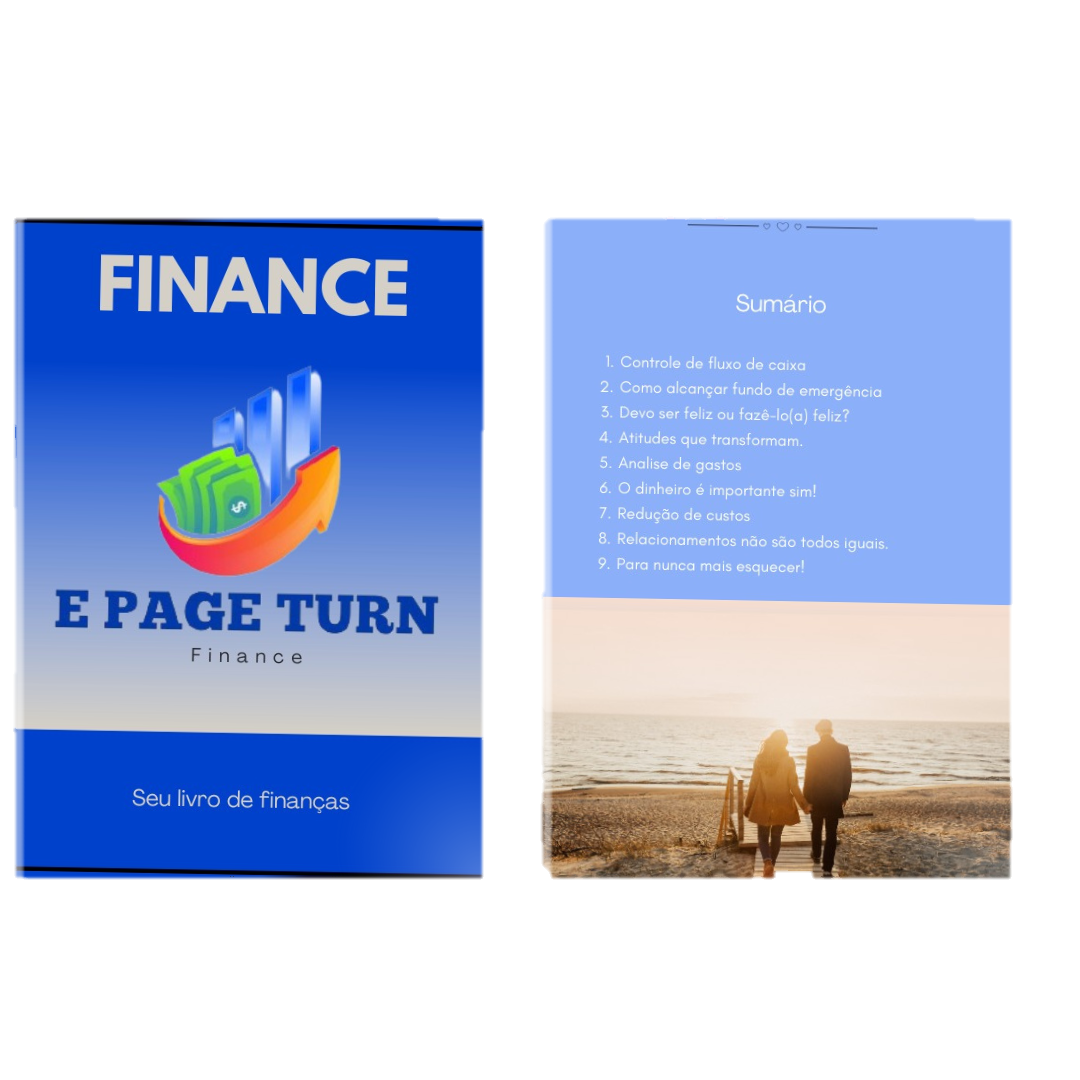 FINANCE
E PAGE TURN
Finance
Seu livro de finanças
Sumário
1. Controle de fluxo de caixa
2. Como alcançar fundo de emergência
3. Devo ser feliz ou fazê-lo(a) feliz?
4. Atitudes que transformam.
5. Analise de gastos
6. O dinheiro é importante sim!
7. Redução de custos
8. Relacionamentos não são todos iguais.
9. Para nunca mais esquecer!